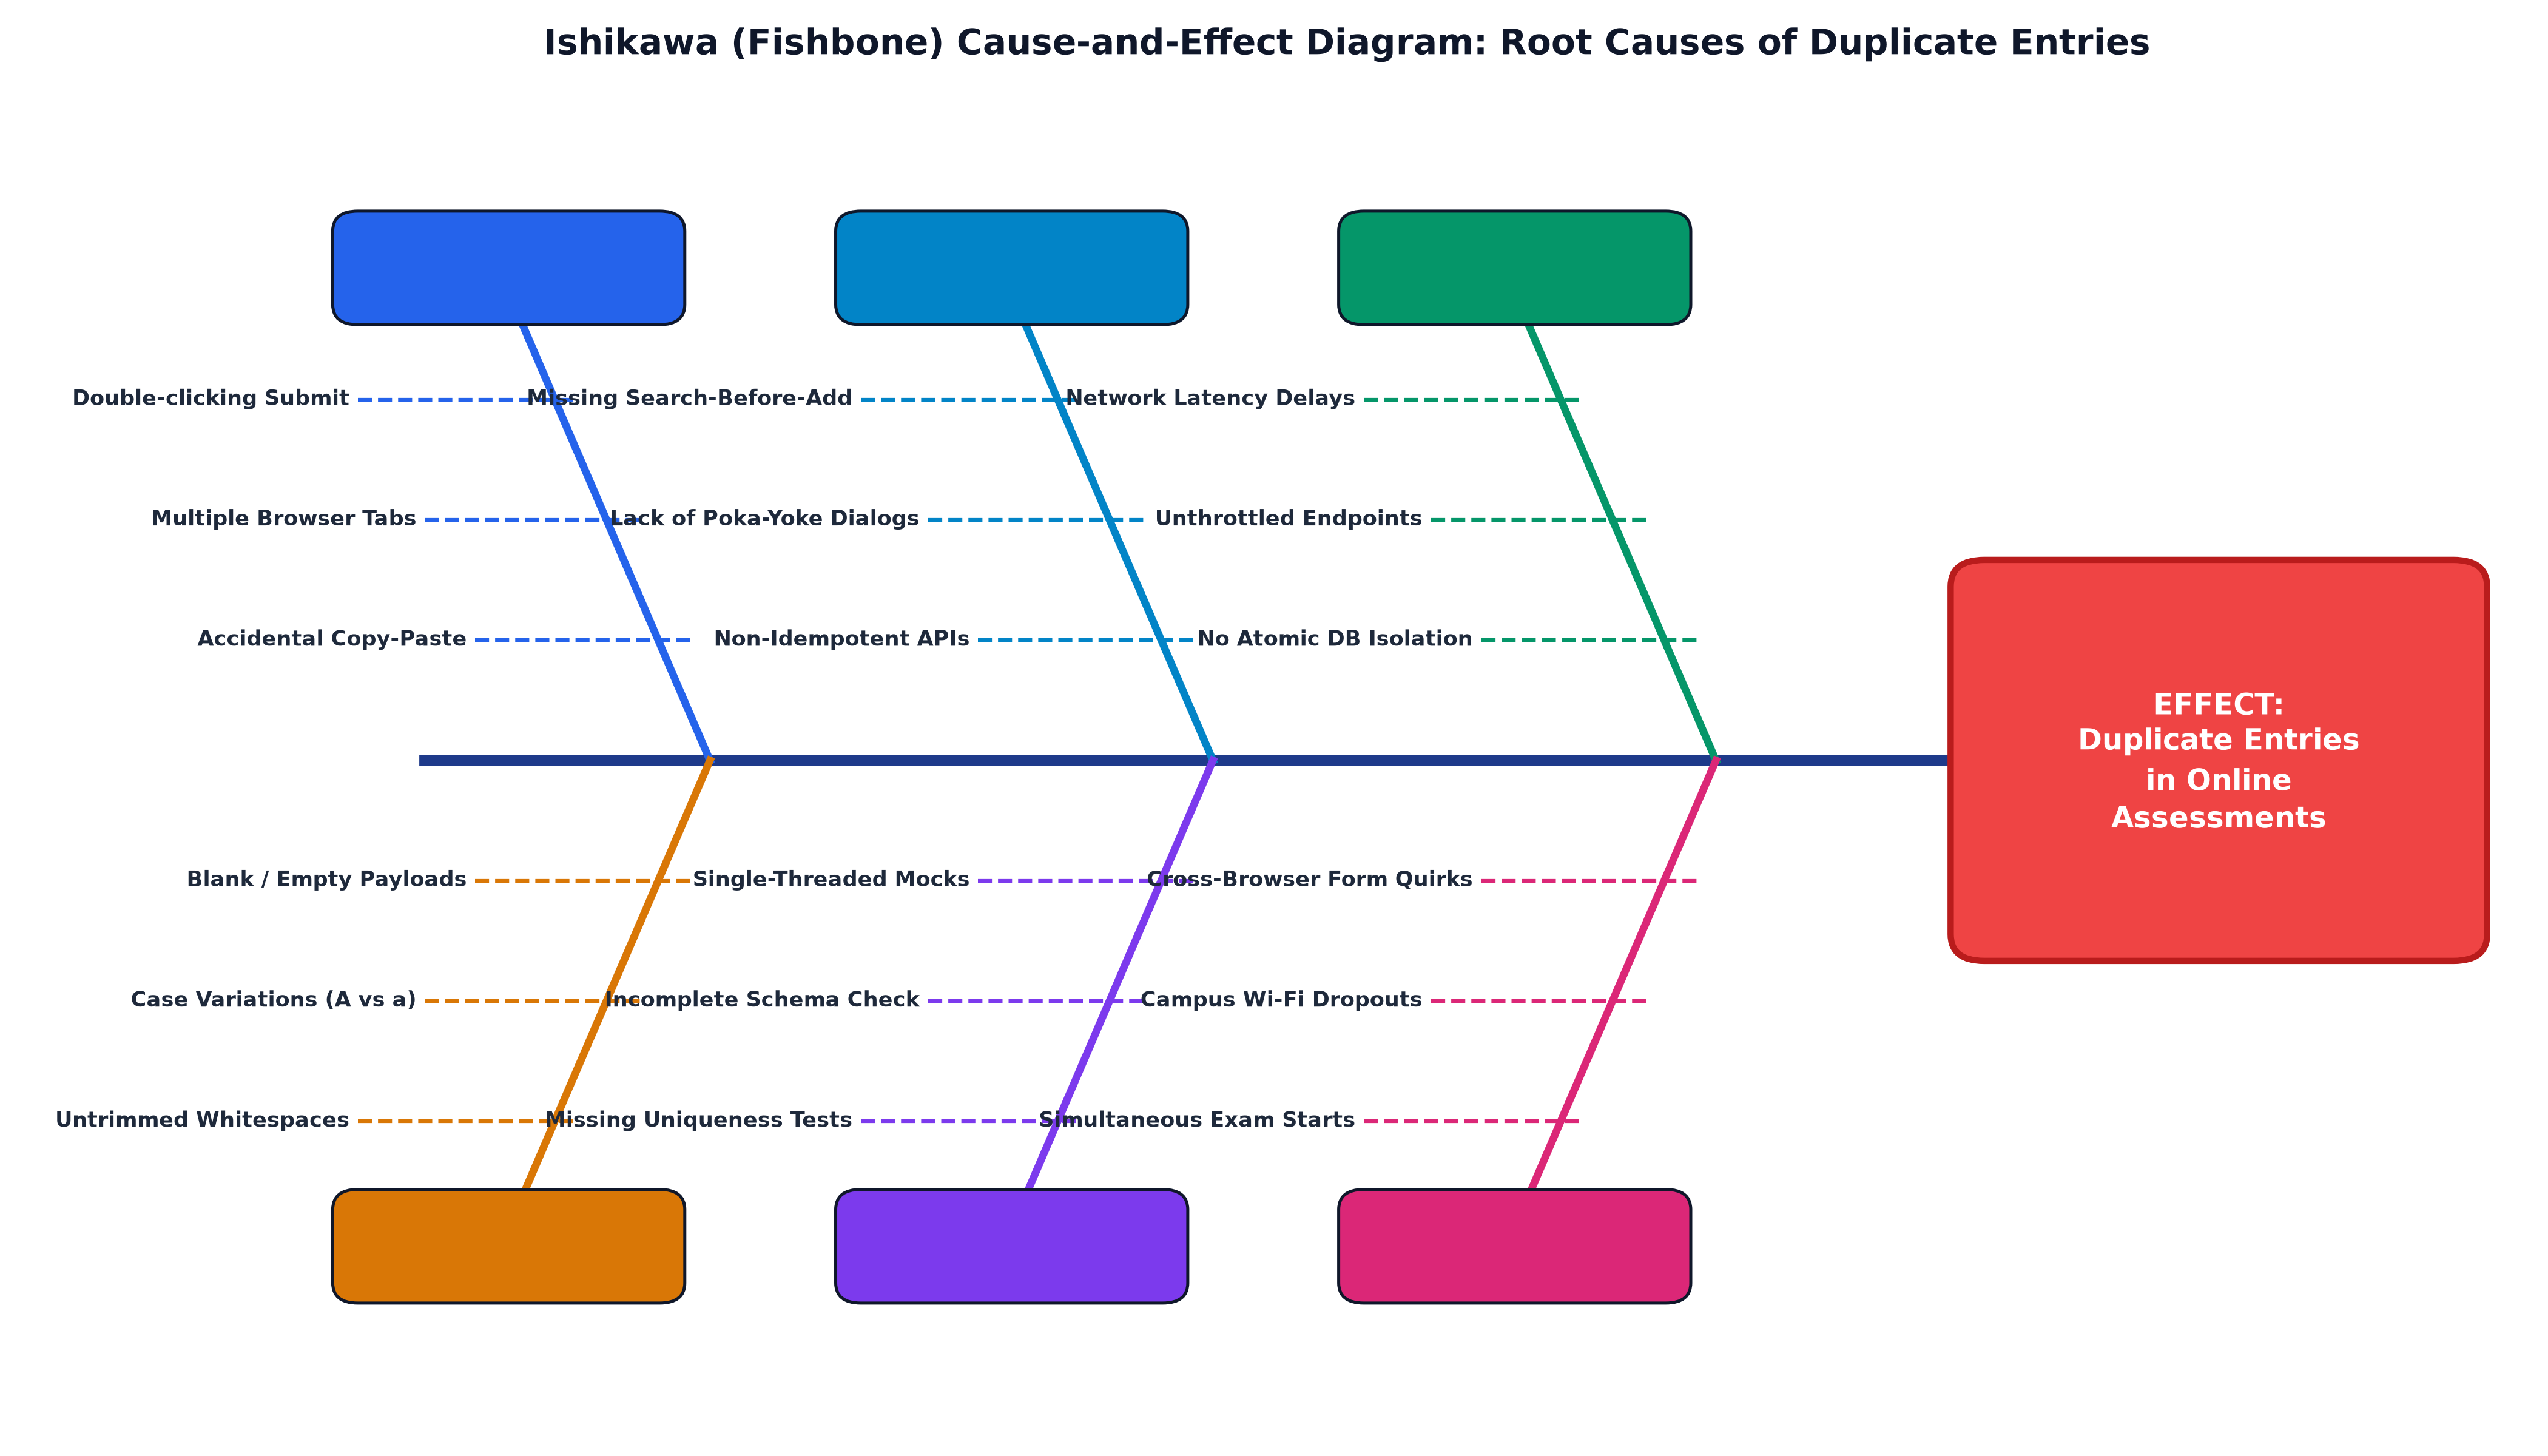 Ishikawa (Fishbone) Cause-and-Effect Diagram: Root Causes of Duplicate Entries
Double-clicking Submit
Missing Search-Before-Add
Network Latency Delays
Multiple Browser Tabs
Lack of Poka-Yoke Dialogs
Unthrottled Endpoints
Accidental Copy-Paste
Non-Idempotent APIs
No Atomic DB Isolation
EFFECT:
Duplicate Entries
in Online
Assessments
Blank / Empty Payloads
Single-Threaded Mocks
Cross-Browser Form Quirks
Case Variations (A vs a)
Incomplete Schema Check
Campus Wi-Fi Dropouts
Untrimmed Whitespaces
Missing Uniqueness Tests
Simultaneous Exam Starts